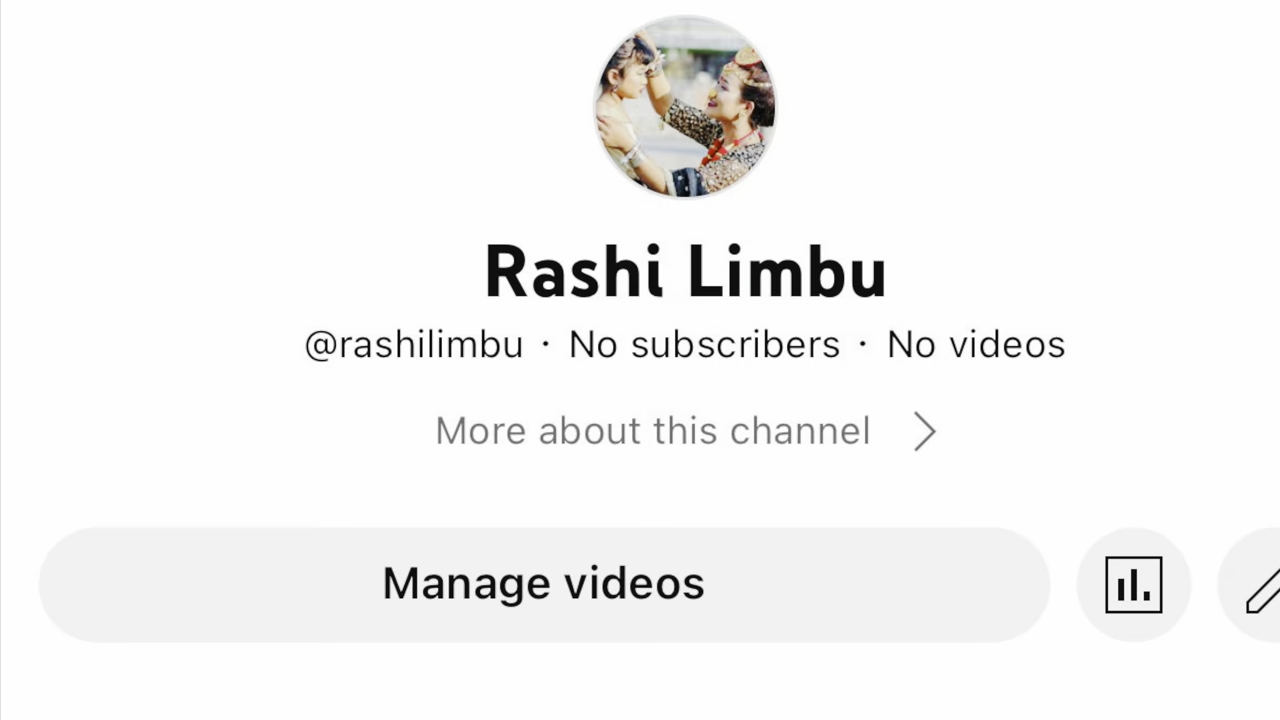 Rashi Limbu
@rashilimbu · No subscribers · No videos
More about this channel
Manage videos